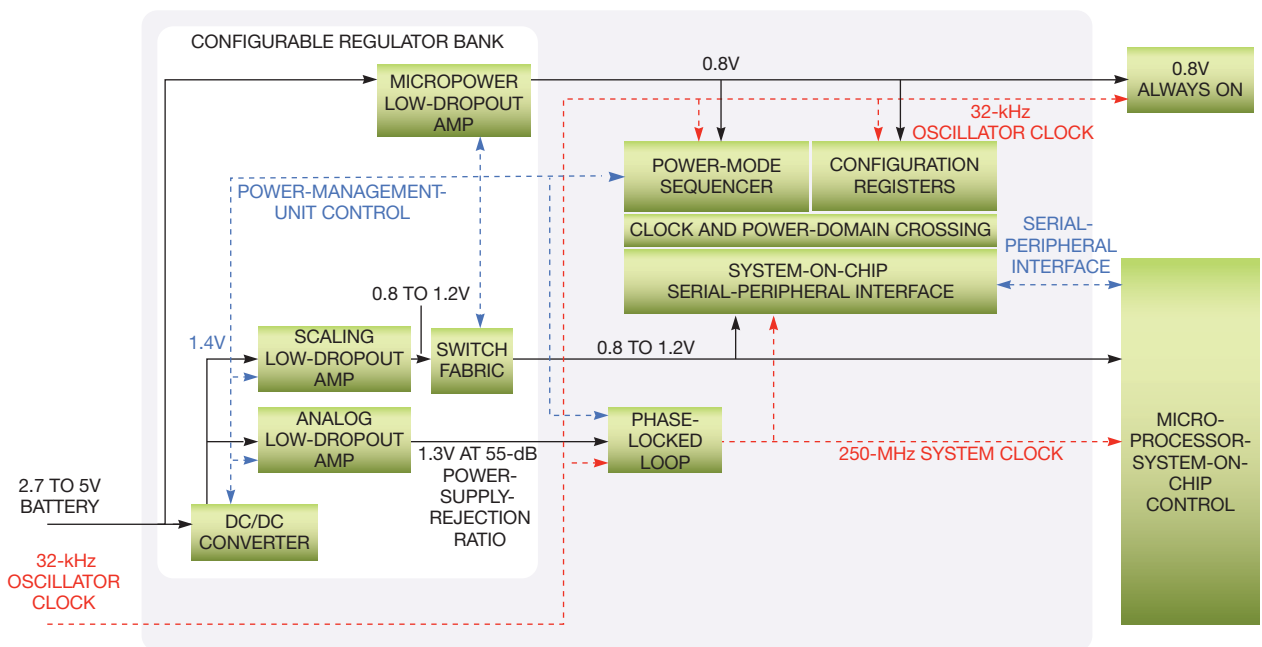 CONFIGURABLE REGULATOR BANK
MICROPOWER
LOW-DROPOUT
AMP
0.8V
0.8V
ALWAYS ON
32-kHz
OSCILLATOR CLOCK
POWER-MODE
SEQUENCER
CONFIGURATION
REGISTERS
POWER-MANAGEMENT-
UNIT CONTROL
CLOCK AND POWER-DOMAIN CROSSING
SERIAL-
PERIPHERAL
INTERFACE
SYSTEM-ON-CHIP
SERIAL-PERIPHERAL INTERFACE
0.8 TO 1.2V
1.4V
SCALING
LOW-DROPOUT
AMP
SWITCH
FABRIC
0.8 TO 1.2V
ANALOG
LOW-DROPOUT
AMP
1.3V AT 55-dB
POWER-
SUPPLY-
REJECTION
RATIO
PHASE-
LOCKED
LOOP
250-MHz SYSTEM CLOCK
MICRO-
PROCESSOR-
SYSTEM-ON-
CHIP
CONTROL
2.7 TO 5V
BATTERY
DC/DC
CONVERTER
32-kHz
OSCILLATOR
CLOCK